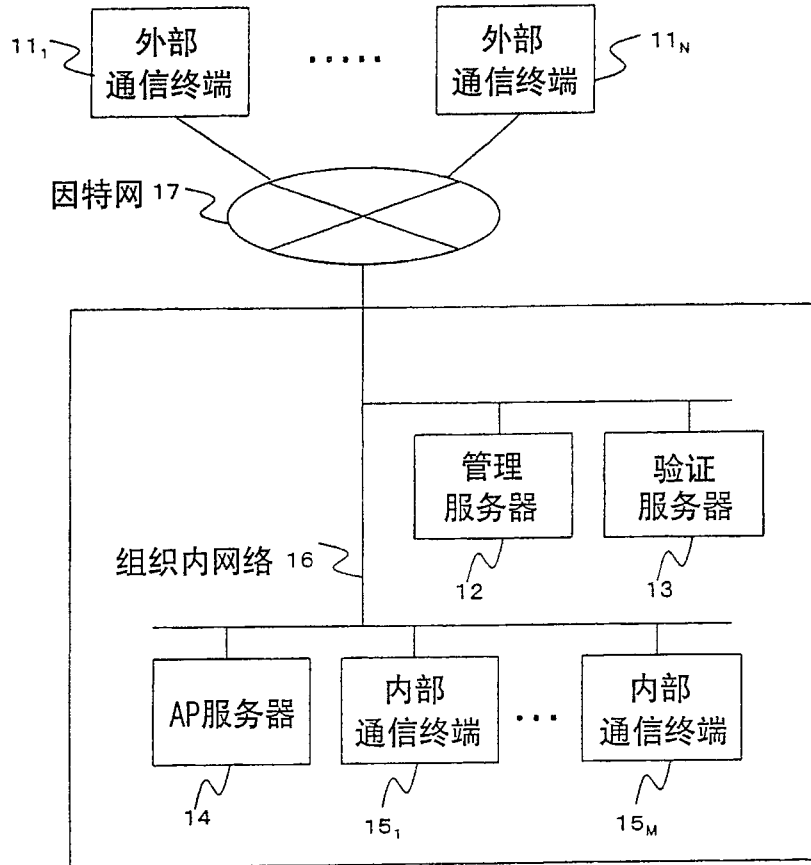 11₁
外部
通信终端
.....
外部
通信终端
11N
因特网 17
管理
服务器
验证
服务器
12
13
组织内网络 16
AP服务器
内部
通信终端
...
内部
通信终端
14
15₁
15M